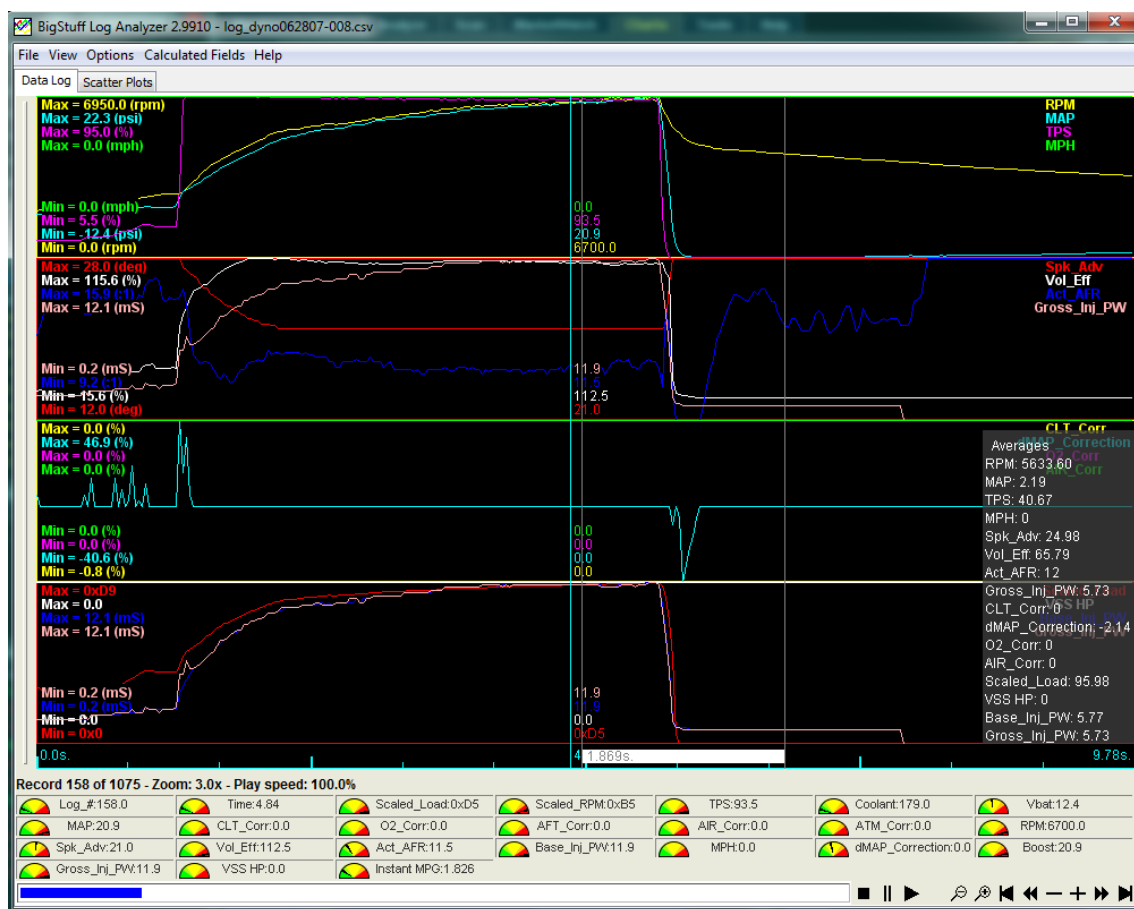 BigStuff Log Analyzer 2.9910 - log_dyno062807-008.csv
File View Options Calculated Fields Help
Data Log Scatter Plots
Max = 6950.0 (rpm) RPM
Max = 22.3 (psi) MAP
Max = 95.0 (%) TPS
Max = 0.0 (mph) MPH
Min = 0.0 (mph) 0.0
Min = 5.5 (%) 93.5
Min = -12.4 (psi) 20.9
Min = 0.0 (rpm) 6700.0
Max = 28.0 (deg) Spk_Adv
Max = 115.6 (%) Vol_Eff
Max = 15.9 (:1) Act_AFR
Max = 12.1 (mS) Gross_Inj_PW
Min = 0.2 (mS) 11.9
Min = 9.2 (:1) 11.5
Min = 15.6 (%) 112.5
Min = 12.0 (deg) 21.0
Max = 0.0 (%) CLT_Corr
Max = 46.9 (%) dMAP_Correction
Max = 0.0 (%) O2_Corr
Max = 0.0 (%) AIR_Corr
Min = 0.0 (%) 0.0
Min = 0.0 (%) 0.0
Min = -40.6 (%) 0.0
Min = -0.8 (%) 0.0
Max = 0xD9
Max = 0.0 VSS HP
Max = 12.1 (mS) Base_Inj_PW
Max = 12.1 (mS) Gross_Inj_PW
Min = 0.2 (mS) 11.9
Min = 0.2 (mS) 11.9
Min = 0.0 0.0
Min = 0x0 0xD5
Averages
RPM: 5633.60
MAP: 2.19
TPS: 40.67
MPH: 0
Spk_Adv: 24.98
Vol_Eff: 65.79
Act_AFR: 12
Gross_Inj_PW: 5.73
CLT_Corr: 0
dMAP_Correction: -2.14
O2_Corr: 0
AIR_Corr: 0
Scaled_Load: 95.98
VSS HP: 0
Base_Inj_PW: 5.77
Gross_Inj_PW: 5.73
0.0s. 4 1.869s. 9.78s.
Record 158 of 1075 - Zoom: 3.0x - Play speed: 100.0%
Log_#:158.0 Time:4.84 Scaled_Load:0xD5 Scaled_RPM:0xB5 TPS:93.5 Coolant:179.0 Vbat:12.4
MAP:20.9 CLT_Corr:0.0 O2_Corr:0.0 AFT_Corr:0.0 AIR_Corr:0.0 ATM_Corr:0.0 RPM:6700.0
Spk_Adv:21.0 Vol_Eff:112.5 Act_AFR:11.5 Base_Inj_PW:11.9 MPH:0.0 dMAP_Correction:0.0 Boost:20.9
Gross_Inj_PW:11.9 VSS HP:0.0 Instant MPG:1.826